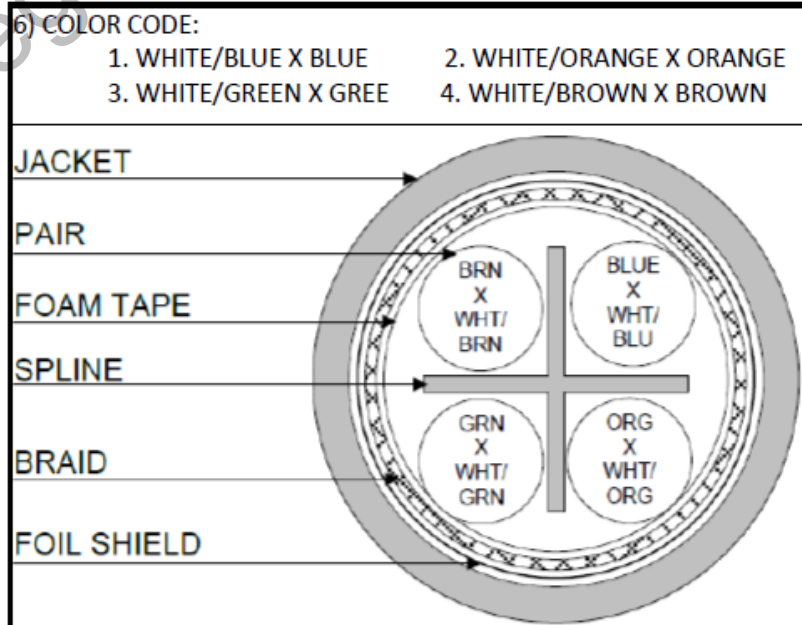 6) COLOR CODE:
1. WHITE/BLUE X BLUE 2. WHITE/ORANGE X ORANGE
3. WHITE/GREEN X GREE 4. WHITE/BROWN X BROWN
JACKET
PAIR
FOAM TAPE
SPLINE
BRAID
FOIL SHIELD
BRN
X
WHT/
BRN
BLUE
X
WHT/
BLU
GRN
X
WHT/
GRN
ORG
X
WHT/
ORG